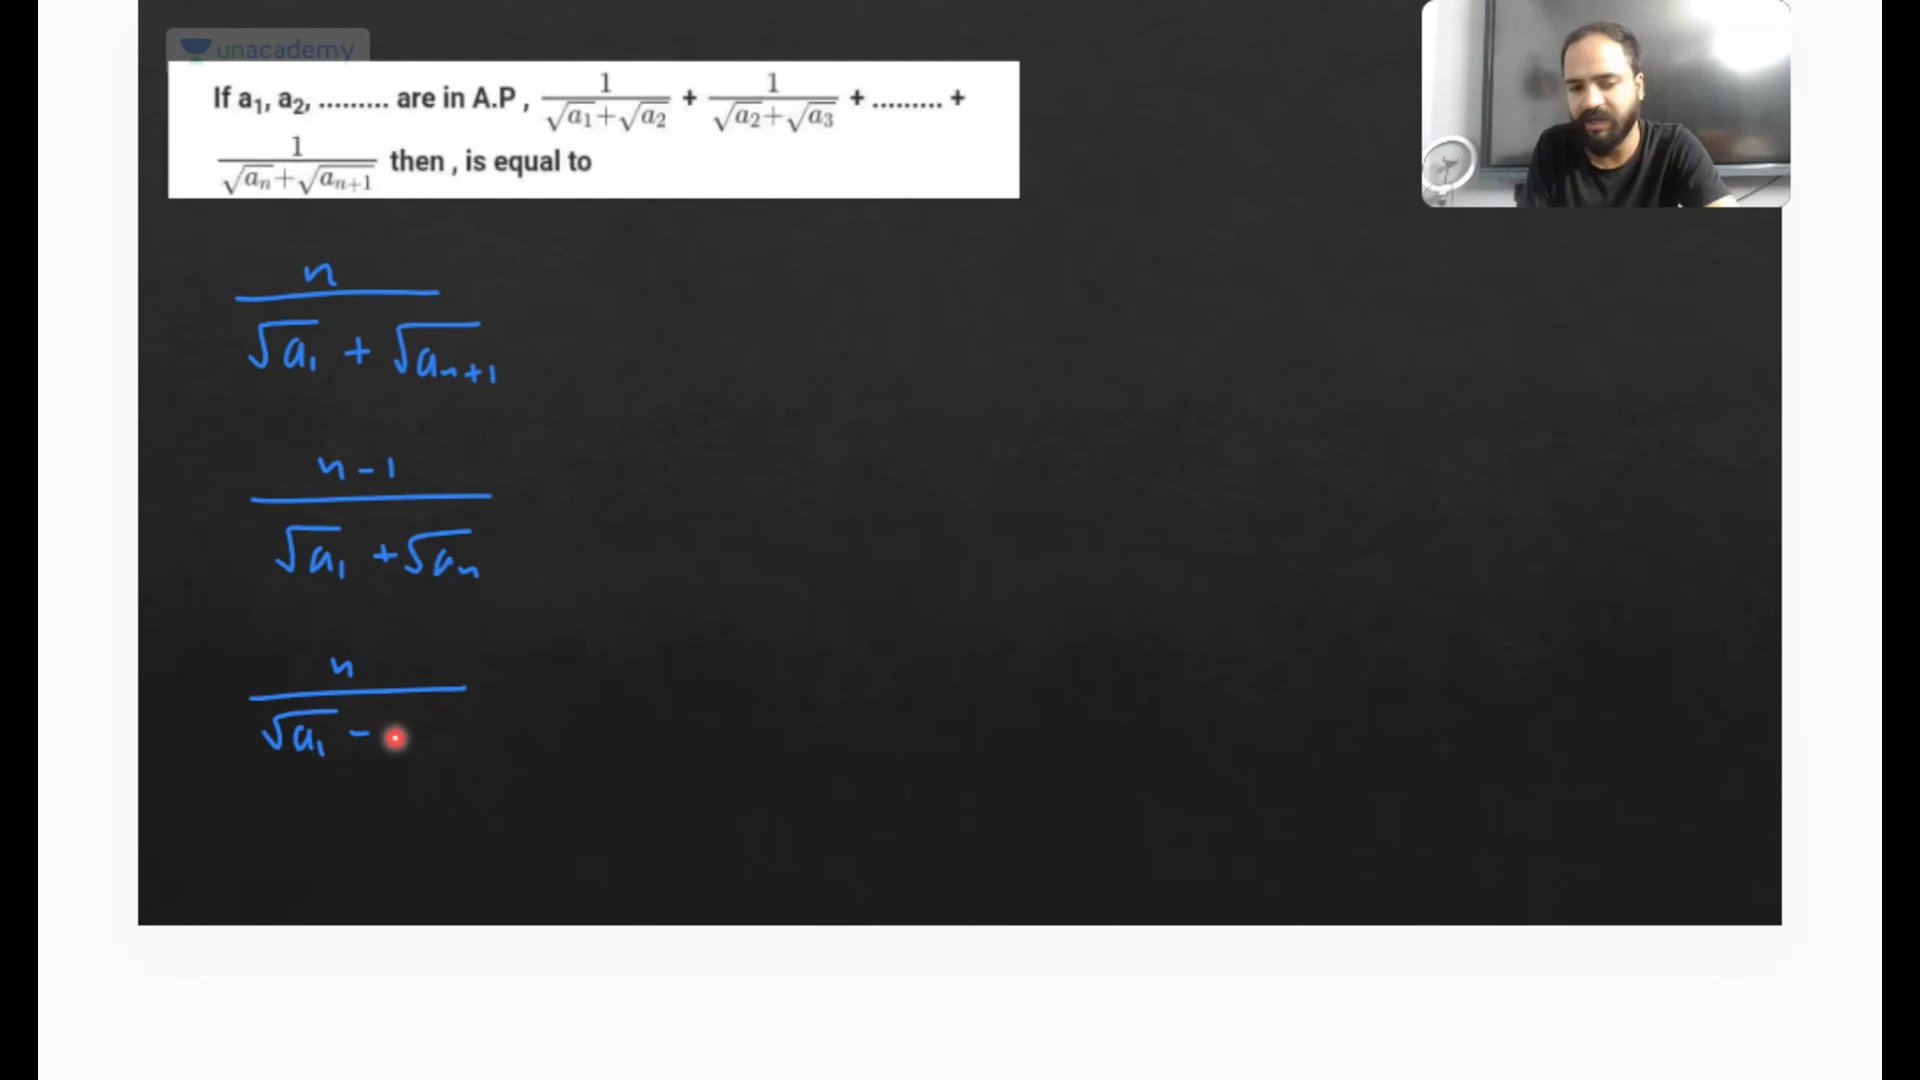 unacademy
If a₁, a₂, ......... are in A.P , 1/(√a₁+√a₂) + 1/(√a₂+√a₃) + ......... +
1/(√aₙ+√aₙ₊₁) then , is equal to
n
√a₁ + √aₙ₊₁
n - 1
√a₁ + √aₙ
n
√a₁ -